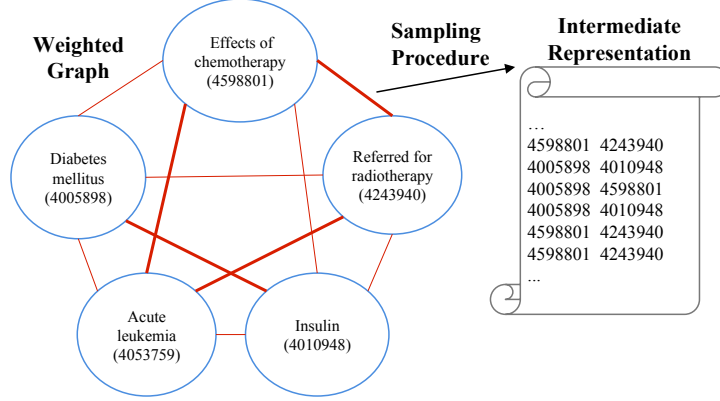 Weighted
Graph
Effects of
chemotherapy
(4598801)
Sampling
Procedure
Intermediate
Representation
Diabetes
mellitus
(4005898)
Referred for
radiotherapy
(4243940)
Acute
leukemia
(4053759)
Insulin
(4010948)
...
4598801 4243940
4005898 4010948
4005898 4598801
4005898 4010948
4598801 4243940
4598801 4243940
...